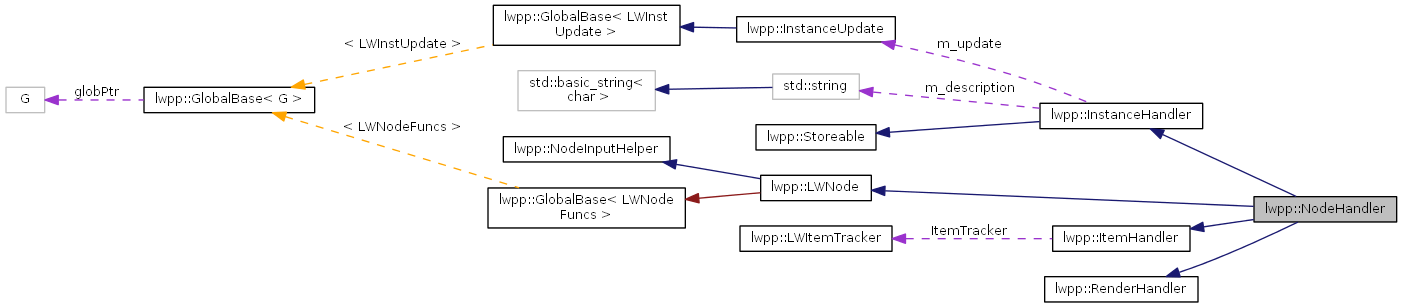 lwpp::GlobalBase< LWInst
Update >
lwpp::InstanceUpdate
< LWInstUpdate >
m_update
std::basic_string<
char >
std::string
m_description
G
globPtr
lwpp::GlobalBase< G >
lwpp::InstanceHandler
< LWNodeFuncs >
lwpp::Storeable
lwpp::NodeInputHelper
lwpp::LWNode
lwpp::GlobalBase< LWNode
Funcs >
lwpp::NodeHandler
lwpp::LWItemTracker
ItemTracker
lwpp::ItemHandler
lwpp::RenderHandler